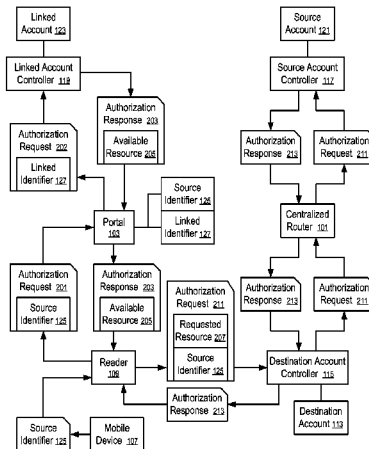 Linked
Account 123
Source
Account 121
Linked Account
Controller 119
Source Account
Controller 117
Authorization
Response 203
Available
Resource 205
Authorization
Request 202
Linked
Identifier 127
Authorization
Response 213
Authorization
Request 211
Portal
103
Source
Identifier 125
Linked
Identifier 127
Centralized
Router 101
Authorization
Request 201
Source
Identifier 125
Authorization
Response 203
Available
Resource 205
Authorization
Request 211
Requested
Resource 207
Source
Identifier 125
Authorization
Response 213
Authorization
Request 211
Reader
109
Destination Account
Controller 115
Authorization
Response 213
Destination
Account 113
Source
Identifier 125
Mobile
Device 107